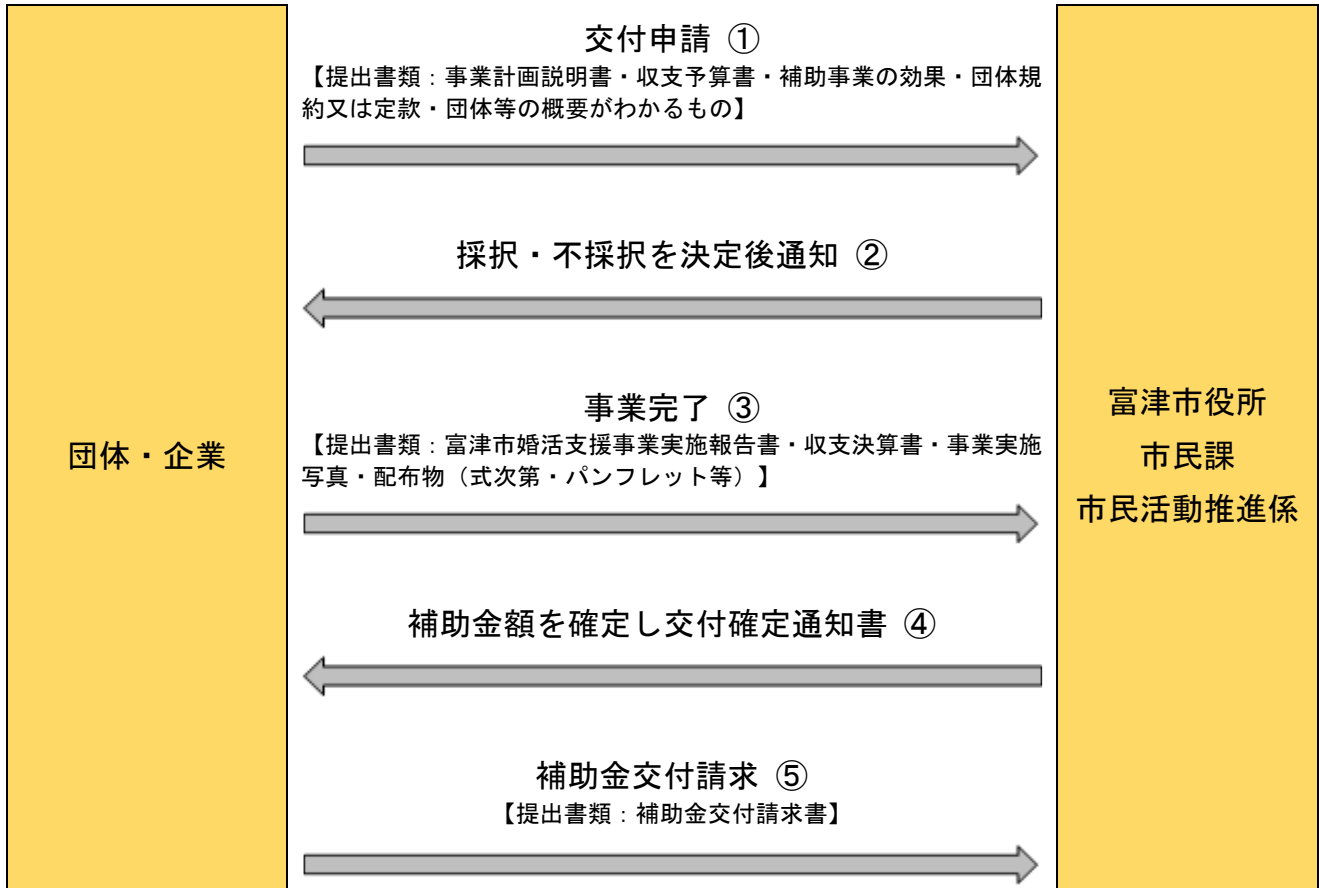 団体・企業
交付申請 ①
【提出書類：事業計画説明書・収支予算書・補助事業の効果・団体規
約又は定款・団体等の概要がわかるもの】
採択・不採択を決定後通知 ②
事業完了 ③
【提出書類：富津市婚活支援事業実施報告書・収支決算書・事業実施
写真・配布物（式次第・パンフレット等）】
補助金額を確定し交付確定通知書 ④
補助金交付請求 ⑤
【提出書類：補助金交付請求書】
富津市役所
市民課
市民活動推進係